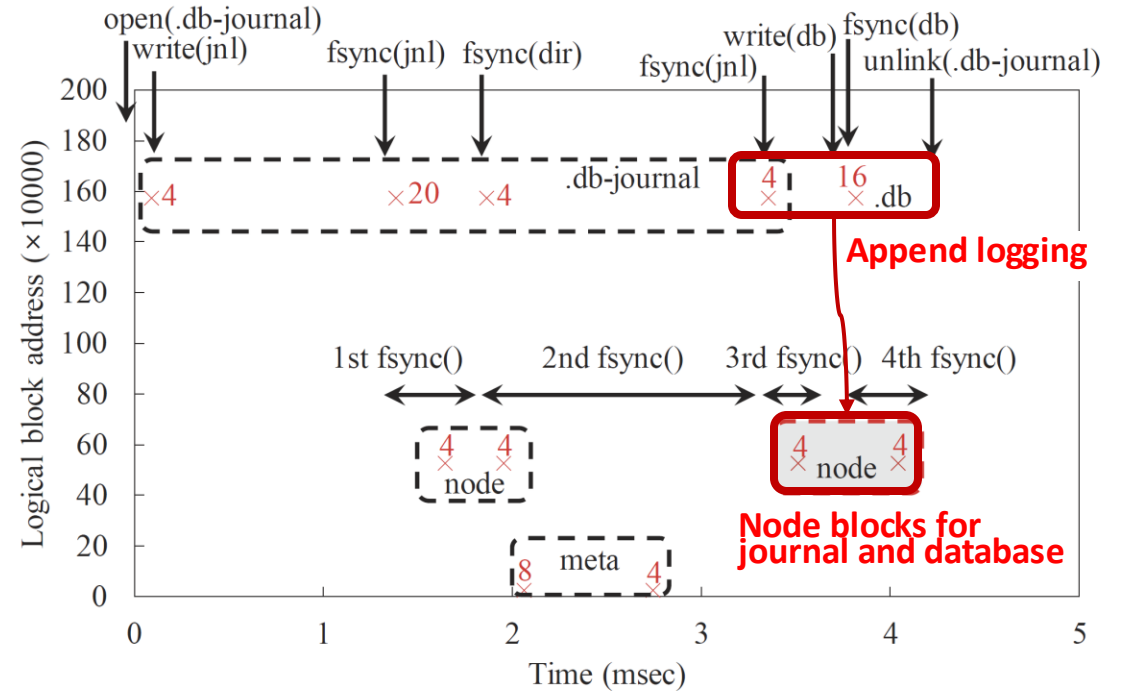 open(.db-journal)
write(jnl)
fsync(jnl)
fsync(dir)
fsync(jnl)
write(db)
fsync(db)
unlink(.db-journal)
200
180
160
140
120
100
80
60
40
20
0
Logical block address (×10000)
4
20
4
.db-journal
4
16
.db
Append logging
1st fsync()
2nd fsync()
3rd fsync()
4th fsync()
4 4
node
4 4
node
Node blocks for
journal and database
8
meta
4
0 1 2 3 4 5
Time (msec)